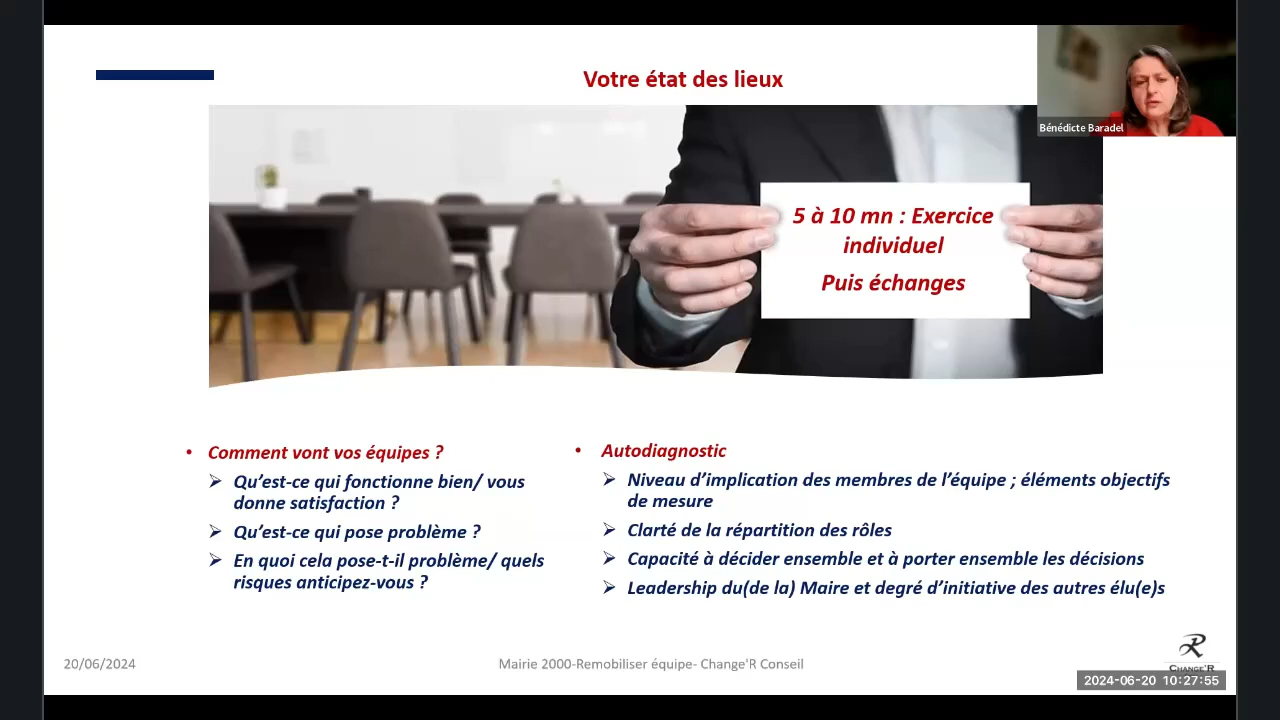 Votre état des lieux
Bénédicte Baradel
5 à 10 mn : Exercice
individuel
Puis échanges
• Comment vont vos équipes ?
Qu’est-ce qui fonctionne bien/ vous
donne satisfaction ?
Qu’est-ce qui pose problème ?
En quoi cela pose-t-il problème/ quels
risques anticipez-vous ?
• Autodiagnostic
Niveau d’implication des membres de l’équipe ; éléments objectifs
de mesure
Clarté de la répartition des rôles
Capacité à décider ensemble et à porter ensemble les décisions
Leadership du(de la) Maire et degré d’initiative des autres élu(e)s
20/06/2024
Mairie 2000-Remobiliser équipe- Change'R Conseil
R
CHANGE'R
2024-06-20 10:27:55